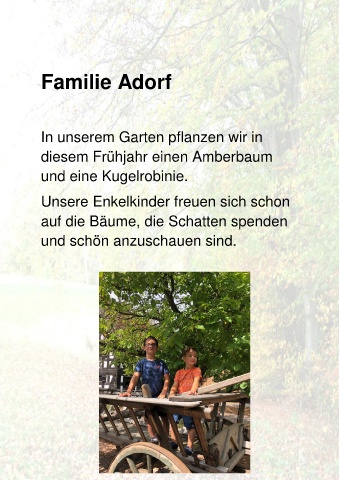 Familie Adorf
In unserem Garten pflanzen wir in
diesem Frühjahr einen Amberbaum
und eine Kugelrobinie.
Unsere Enkelkinder freuen sich schon
auf die Bäume, die Schatten spenden
und schön anzuschauen sind.